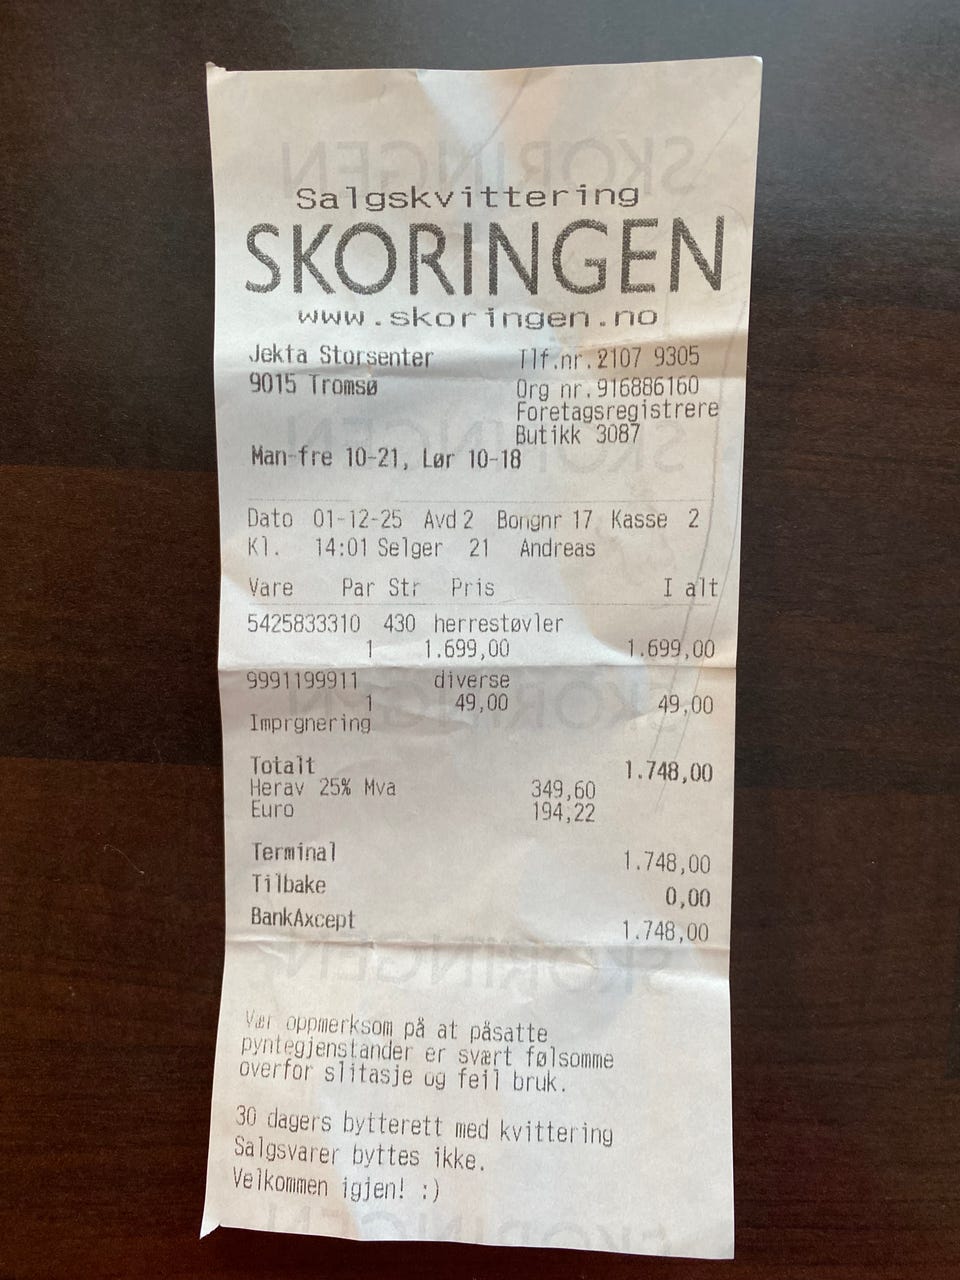 Salgskvittering
SKORINGEN
www.skoringen.no
Jekta Storsenter Tlf.nr. 2107 9305
9015 Tromsø Org nr. 916886160
Foretagsregistrere
Butikk 3087
Man-fre 10-21, Lør 10-18
Dato 01-12-25 Avd 2 Bongnr 17 Kasse 2
Kl. 14:01 Selger 21 Andreas
Vare Par Str Pris I alt
5425833310 430 herrestøvler
1 1.699,00 1.699,00
9991199911 diverse
1 49,00 49,00
Imprgnering
Totalt 1.748,00
Herav 25% Mva 349,60
Euro 194,22
Terminal 1.748,00
Tilbake 0,00
BankAxcept 1.748,00
Vær oppmerksom på at påsatte
pyntegjenstander er svært følsomme
overfor slitasje og feil bruk.
30 dagers bytterett med kvittering
Salgsvarer byttes ikke.
Velkommen igjen! :)